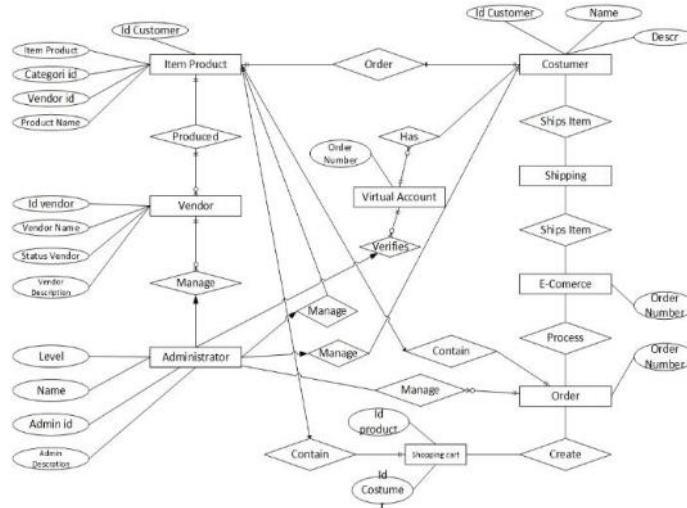 Id Customer
Id Customer
Name
Item Product
Descr
Item Product
Order
Costumer
Categori id
Vendor id
Product Name
Produced
Has
Ships Item
Order
Number
Id vendor
Vendor
Virtual Account
Shipping
Vendor Name
Status Vendor
Verifies
Ships Item
Vendor
Description
Manage
E-Comerce
Manage
Order
Number
Level
Administrator
Manage
Contain
Process
Order
Number
Name
Manage
Order
Admin id
Id
product
Admin
Descrotion
Contain
Shopping cart
Create
Id
Costume